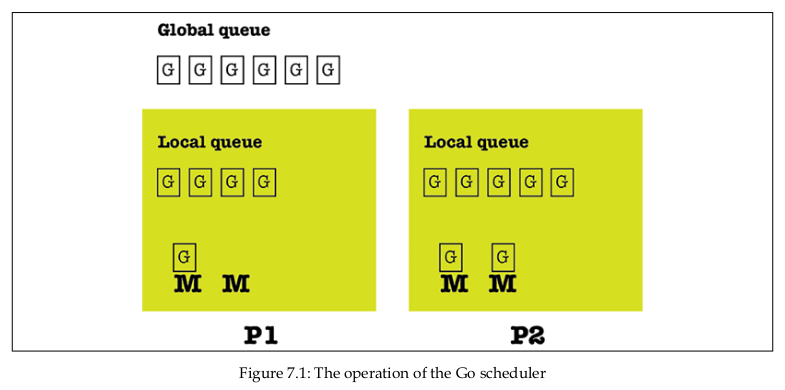 Global queue
G G G G G G
Local queue
G G G G
G
M M
P1
Local queue
G G G G G
G G
M M
P2
Figure 7.1: The operation of the Go scheduler